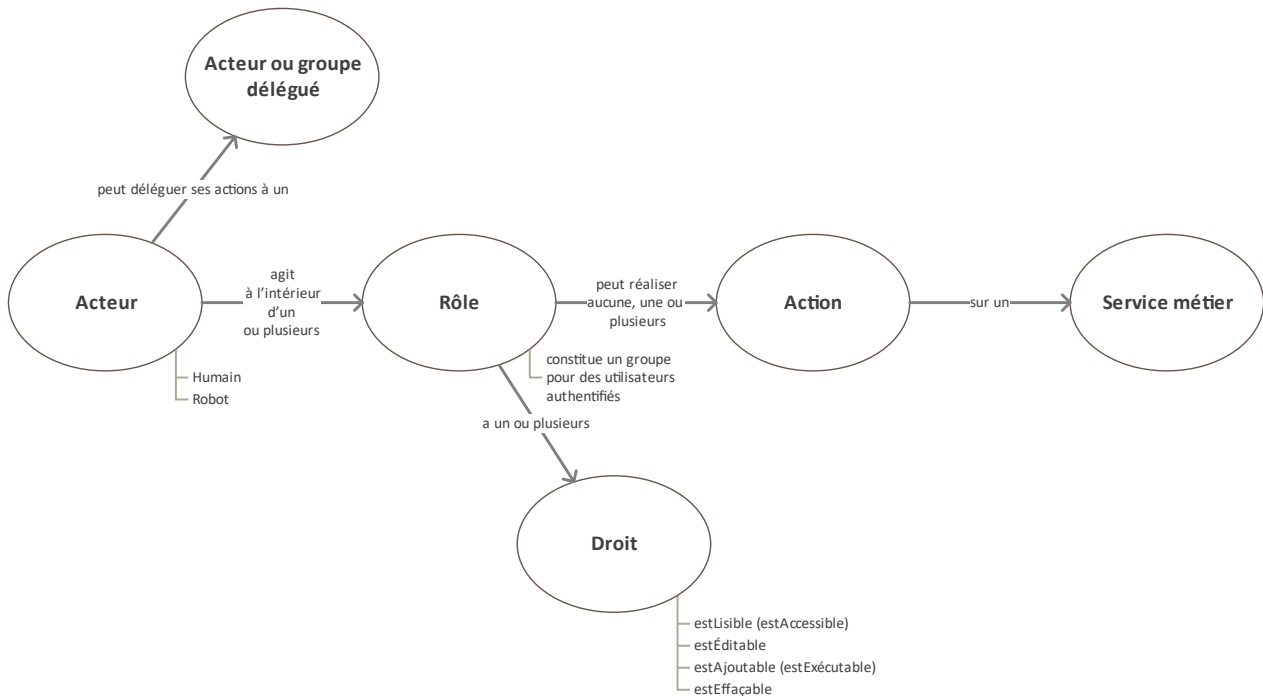 Acteur ou groupe
délégué
peut déléguer ses actions à un
Acteur
Humain
Robot
agit
à l’intérieur
d’un
ou plusieurs
Rôle
constitue un groupe
pour des utilisateurs
authentifiés
peut réaliser
aucune, une ou
plusieurs
Action
sur un
Service métier
a un ou plusieurs
Droit
estLisible (estAccessible)
estÉditable
estAjoutable (estExécutable)
estEffaçable